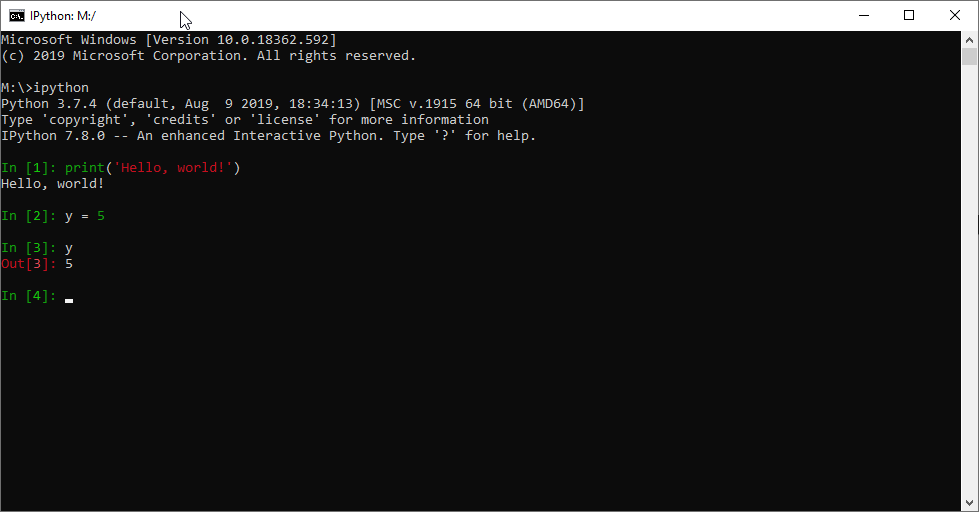 IPython: M:/
Microsoft Windows [Version 10.0.18362.592]
(c) 2019 Microsoft Corporation. All rights reserved.
M:\>ipython
Python 3.7.4 (default, Aug  9 2019, 18:34:13) [MSC v.1915 64 bit (AMD64)]
Type 'copyright', 'credits' or 'license' for more information
IPython 7.8.0 -- An enhanced Interactive Python. Type '?' for help.
In [1]: print('Hello, world!')
Hello, world!
In [2]: y = 5
In [3]: y
Out[3]: 5
In [4]: